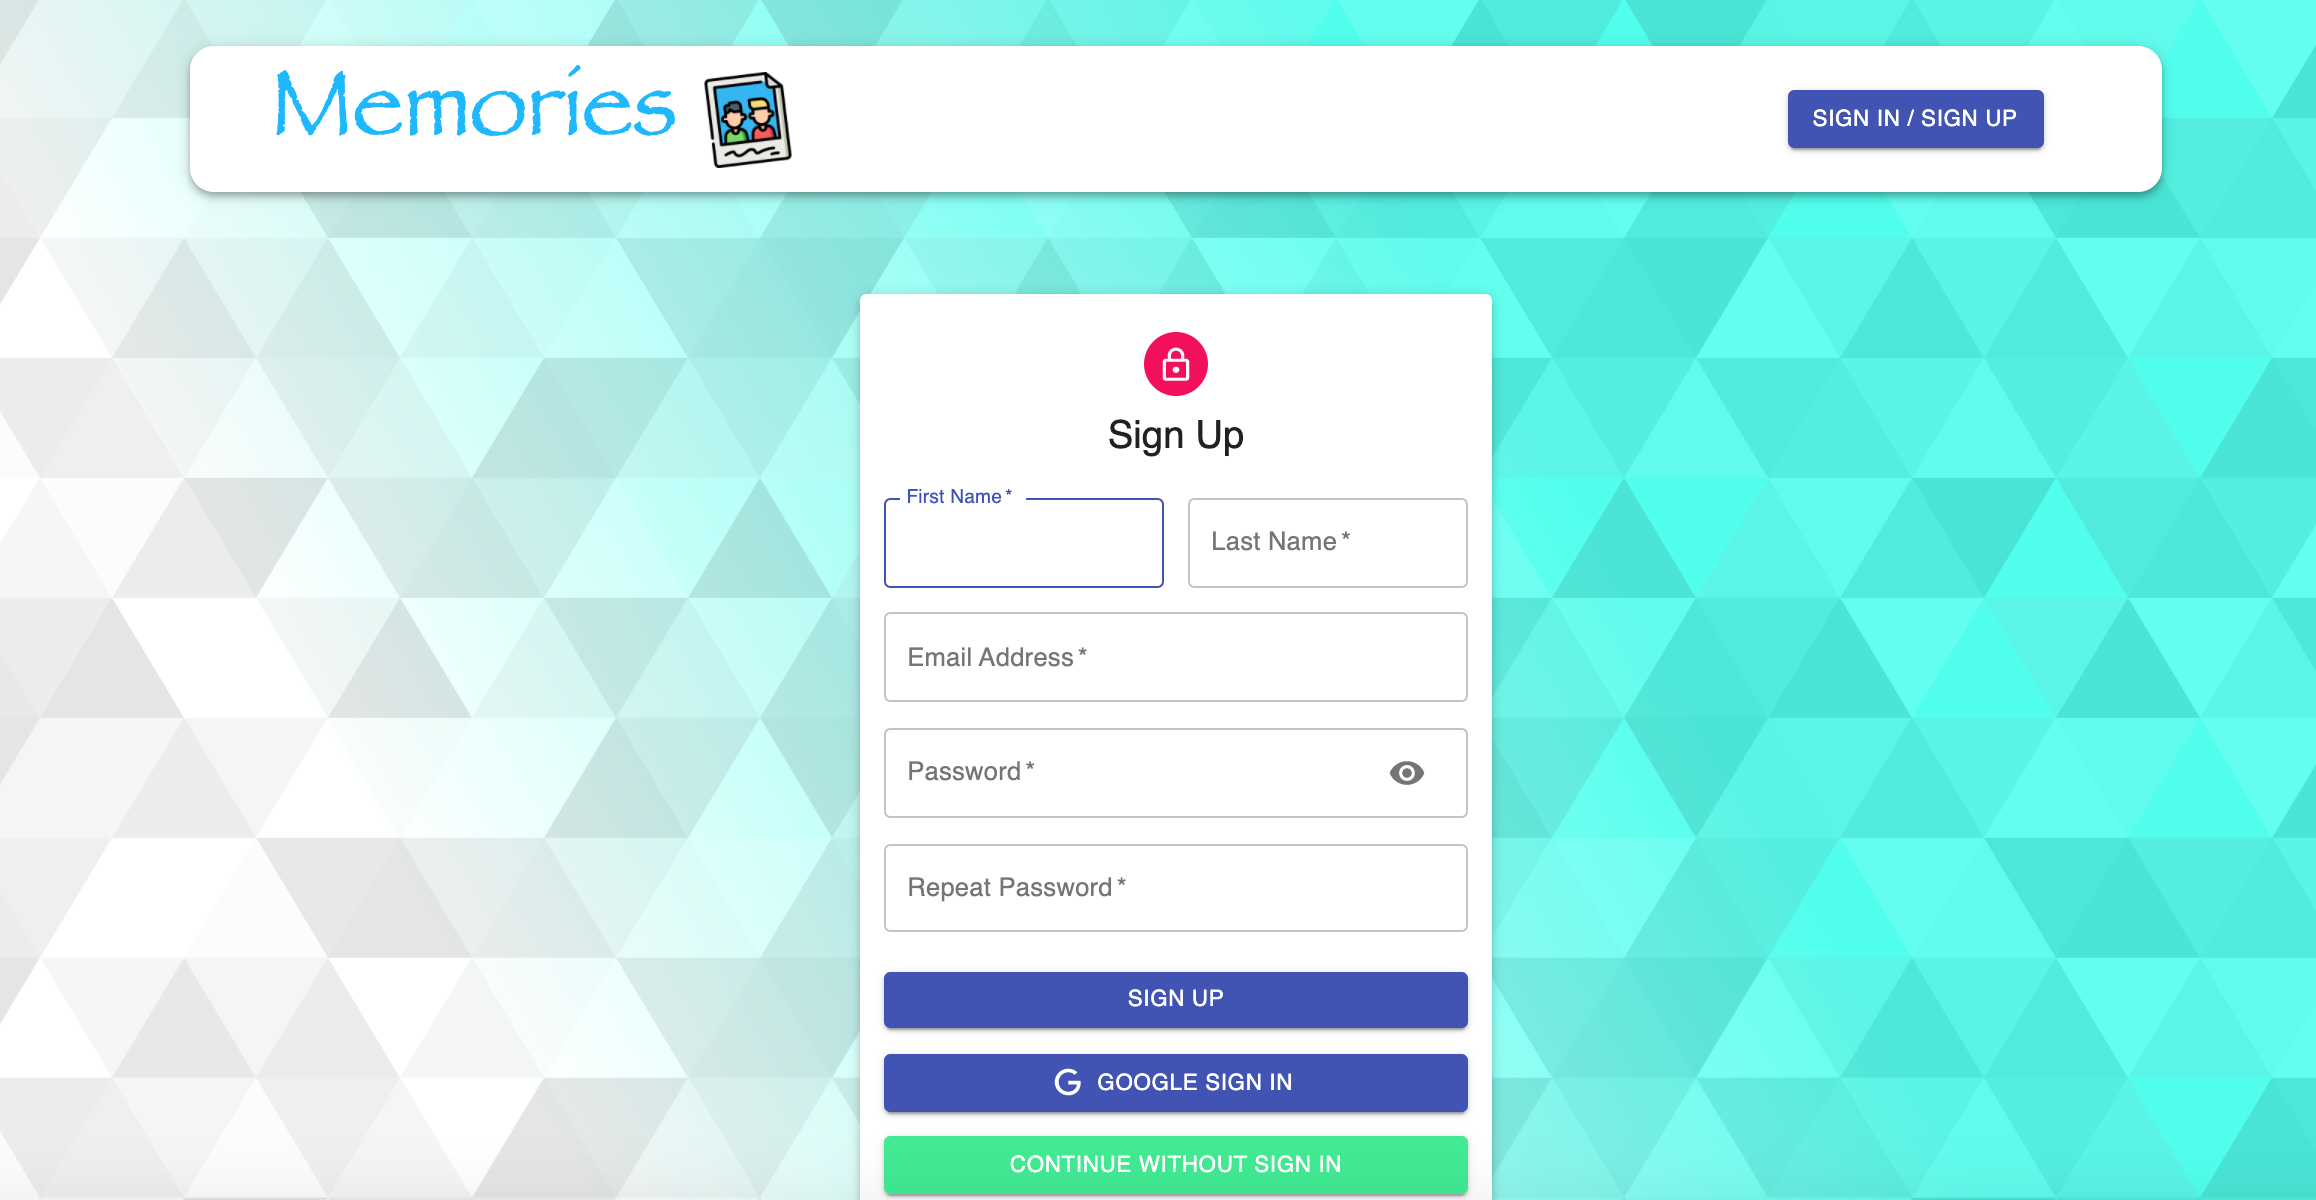 Memories
SIGN IN / SIGN UP
Sign Up
First Name *
Last Name *
Email Address *
Password *
Repeat Password *
SIGN UP
GOOGLE SIGN IN
CONTINUE WITHOUT SIGN IN